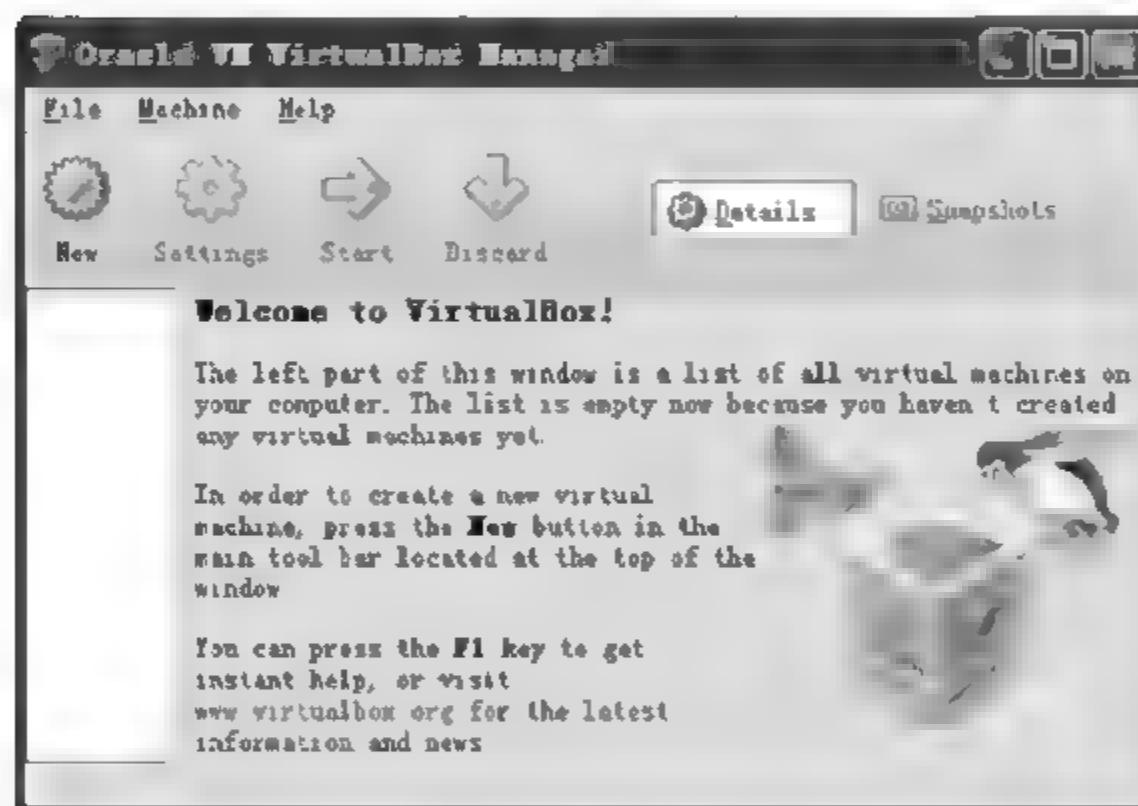 Oracle VM VirtualBox Manager
File Machine Help
New Settings Start Discard
Details Snapshots
Welcome to VirtualBox!
The left part of this window is a list of all virtual machines on
your computer. The list is empty now because you haven t created
any virtual machines yet.
In order to create a new virtual
machine, press the New button in the
main tool bar located at the top of the
window
You can press the F1 key to get
instant help, or visit
www virtualbox org for the latest
information and news